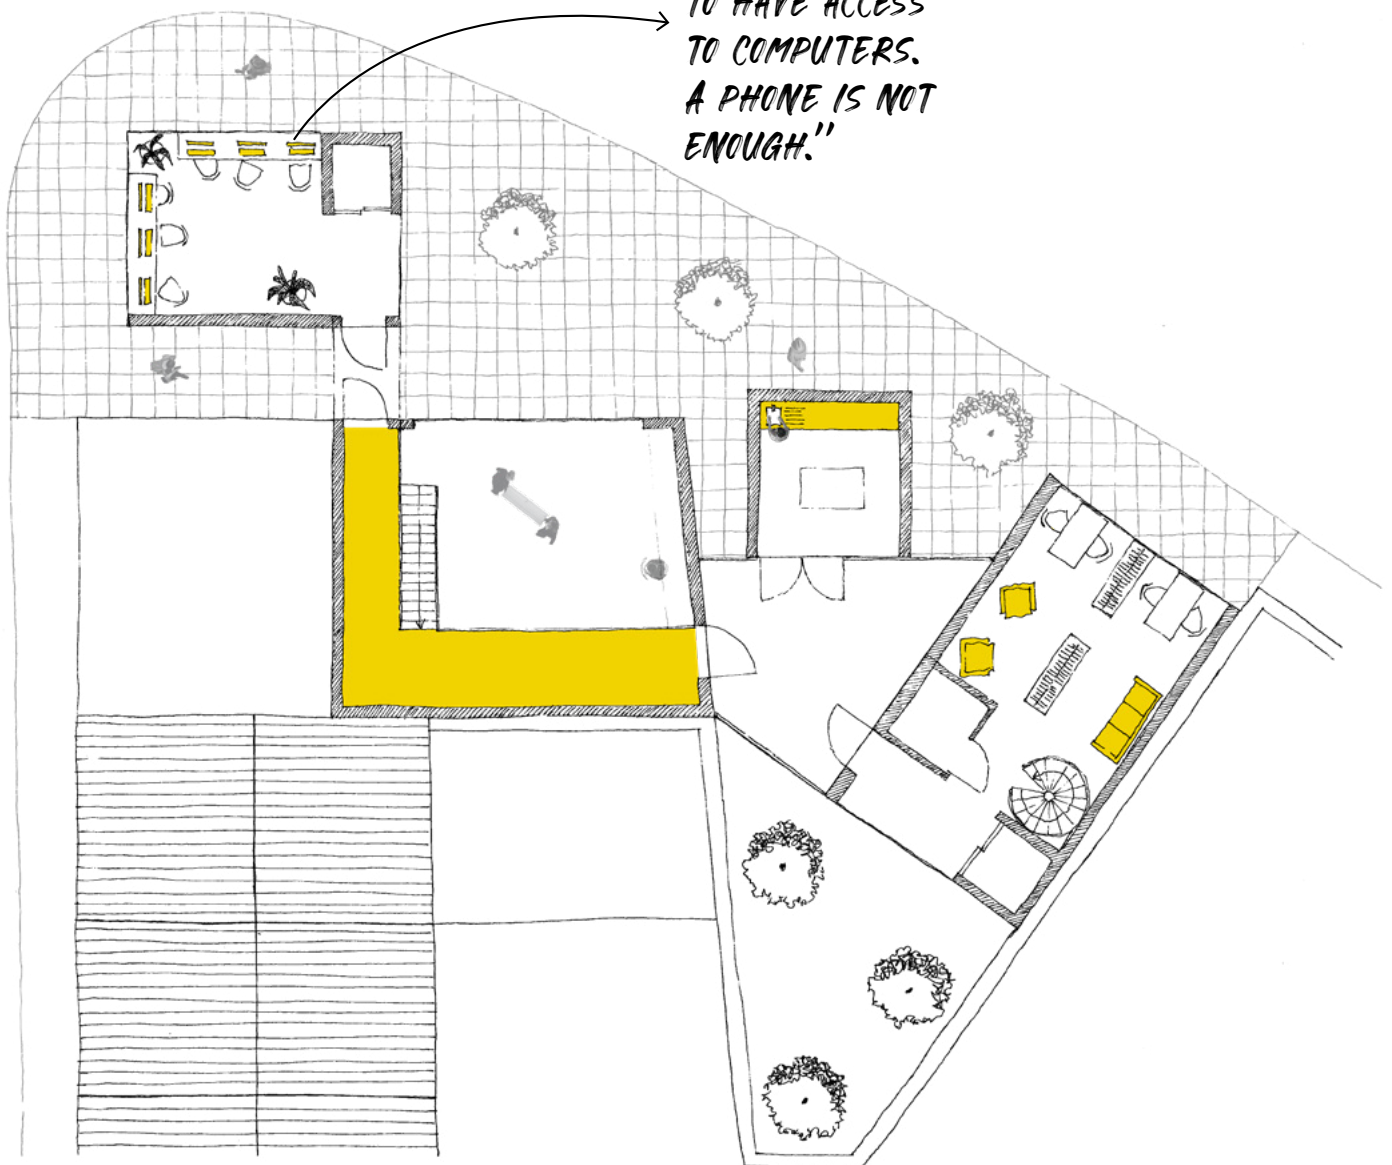 TO HAVE ACCESS
TO COMPUTERS.
A PHONE IS NOT
ENOUGH."